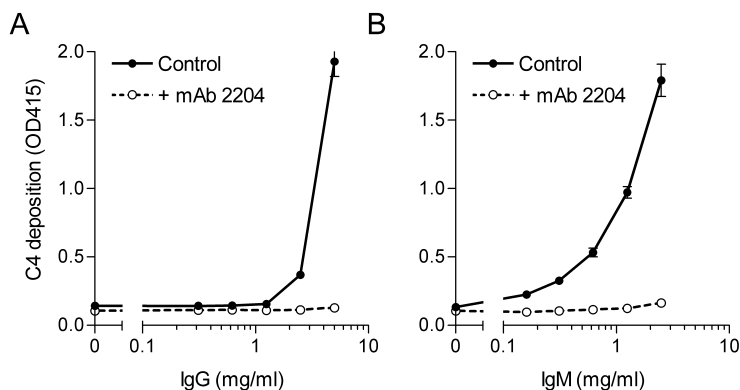 A
C4 deposition (OD415)
2.0
1.5
1.0
0.5
0.0
Control
+ mAb 2204
0
0.1
1
10
IgG (mg/ml)
B
2.0
1.5
1.0
0.5
0.0
Control
+ mAb 2204
0
0.1
1
10
IgM (mg/ml)